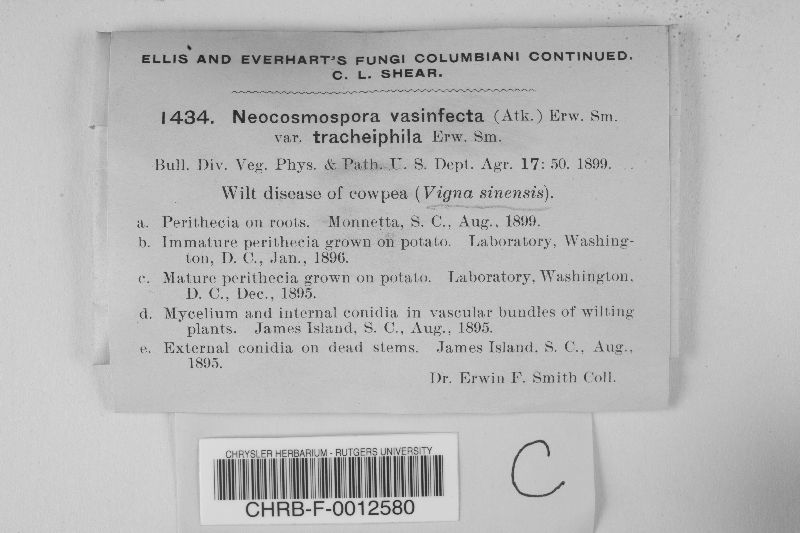 ELLIS AND EVERHART'S FUNGI COLUMBIANI CONTINUED.
C. L. SHEAR.
1434. Neocosmospora vasinfecta (Atk.) Erw. Sm.
var. tracheiphila Erw. Sm.
Bull. Div. Veg. Phys. & Path. U. S. Dept. Agr. 17: 50. 1899.
Wilt disease of cowpea (Vigna sinensis).
a. Perithecia on roots. Monnetta, S. C., Aug., 1899.
b. Immature perithecia grown on potato. Laboratory, Washing-
ton, D. C., Jan., 1896.
c. Mature perithecia grown on potato. Laboratory, Washington,
D. C., Dec., 1895.
d. Mycelium and internal conidia in vascular bundles of wilting
plants. James Island, S. C., Aug., 1895.
e. External conidia on dead stems. James Island, S. C., Aug.,
1895.
Dr. Erwin F. Smith Coll.
CHRYSLER HERBARIUM - RUTGERS UNIVERSITY
CHRB-F-0012580
C